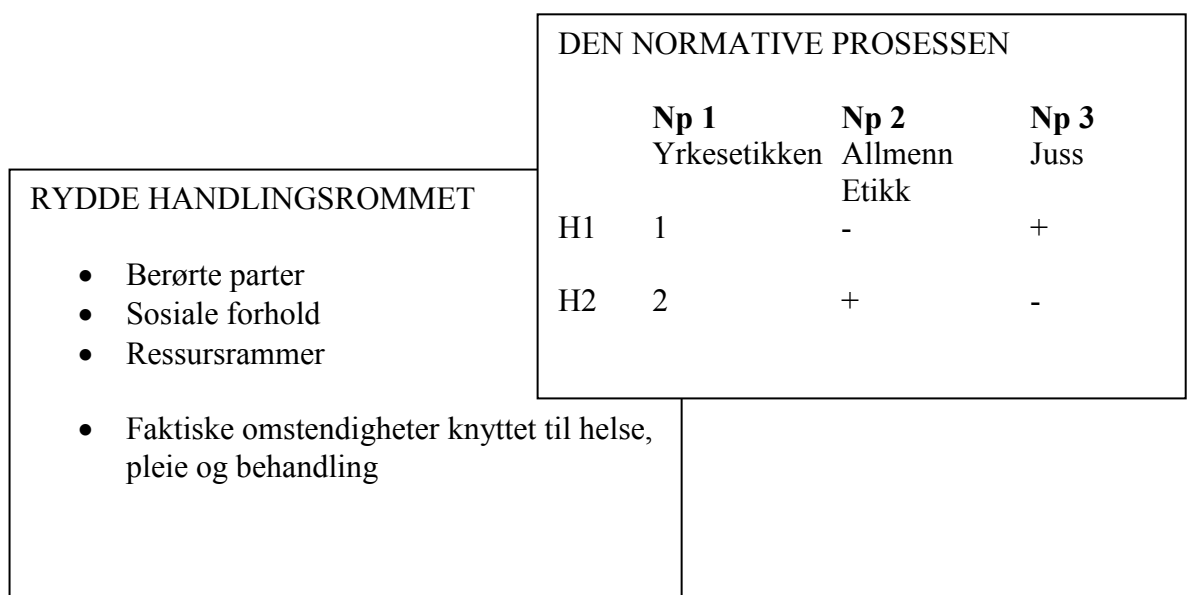 DEN NORMATIVE PROSESSEN
Np 1 Np 2 Np 3
Yrkesetikken Allmenn Juss
Etikk
H1 1 - +
H2 2 + -
RYDDE HANDLINGSROMMET
• Berørte parter
• Sosiale forhold
• Ressursrammer
• Faktiske omstendigheter knyttet til helse,
pleie og behandling